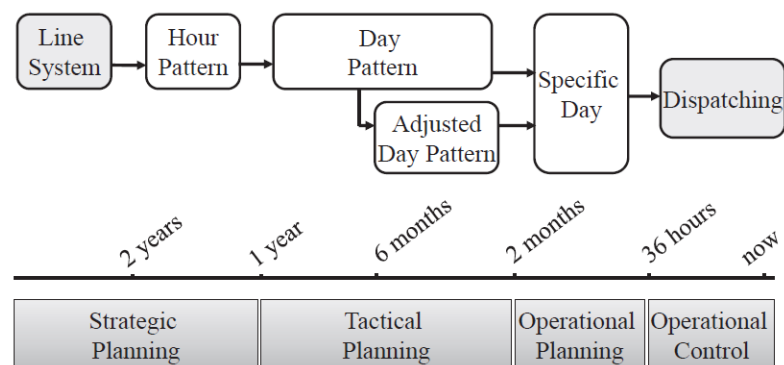 Line
System
Hour
Pattern
Day
Pattern
Adjusted
Day Pattern
Specific
Day
Dispatching
2 years
1 year
6 months
2 months
36 hours
now
Strategic
Planning
Tactical
Planning
Operational
Planning
Operational
Control